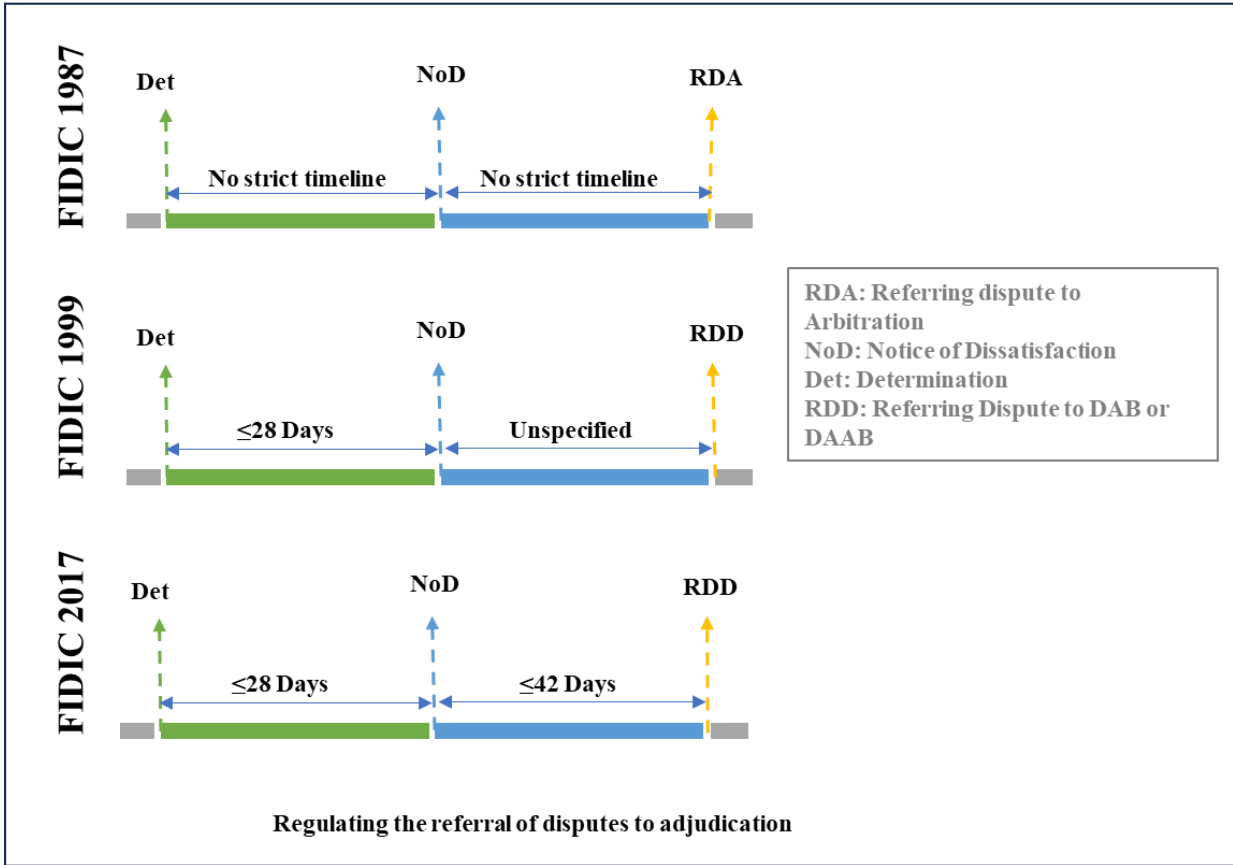 FIDIC 1987
Det
NoD
RDA
No strict timeline
No strict timeline
FIDIC 1999
Det
NoD
RDD
≤28 Days
Unspecified
RDA: Referring dispute to
Arbitration
NoD: Notice of Dissatisfaction
Det: Determination
RDD: Referring Dispute to DAB or
DAAB
FIDIC 2017
Det
NoD
RDD
≤28 Days
≤42 Days
Regulating the referral of disputes to adjudication